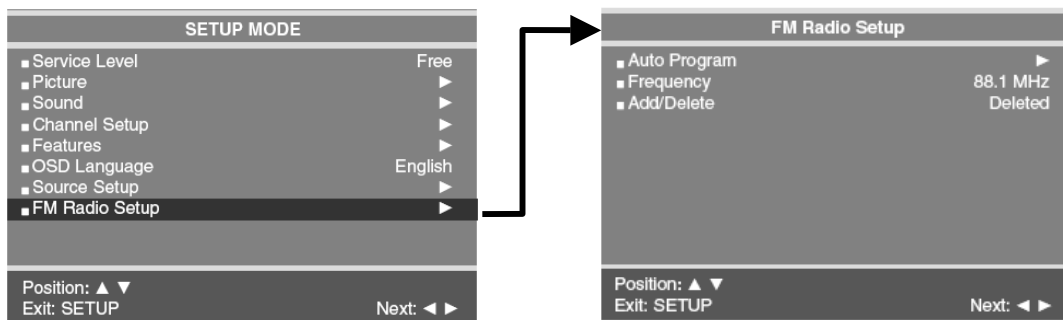 SETUP MODE
Service Level Free
Picture ▶
Sound ▶
Channel Setup ▶
Features ▶
OSD Language English
Source Setup ▶
FM Radio Setup ▶
Position: ▲ ▼
Exit: SETUP Next: ◀ ▶
FM Radio Setup
Auto Program ▶
Frequency 88.1 MHz
Add/Delete Deleted
Position: ▲ ▼
Exit: SETUP Next: ◀ ▶